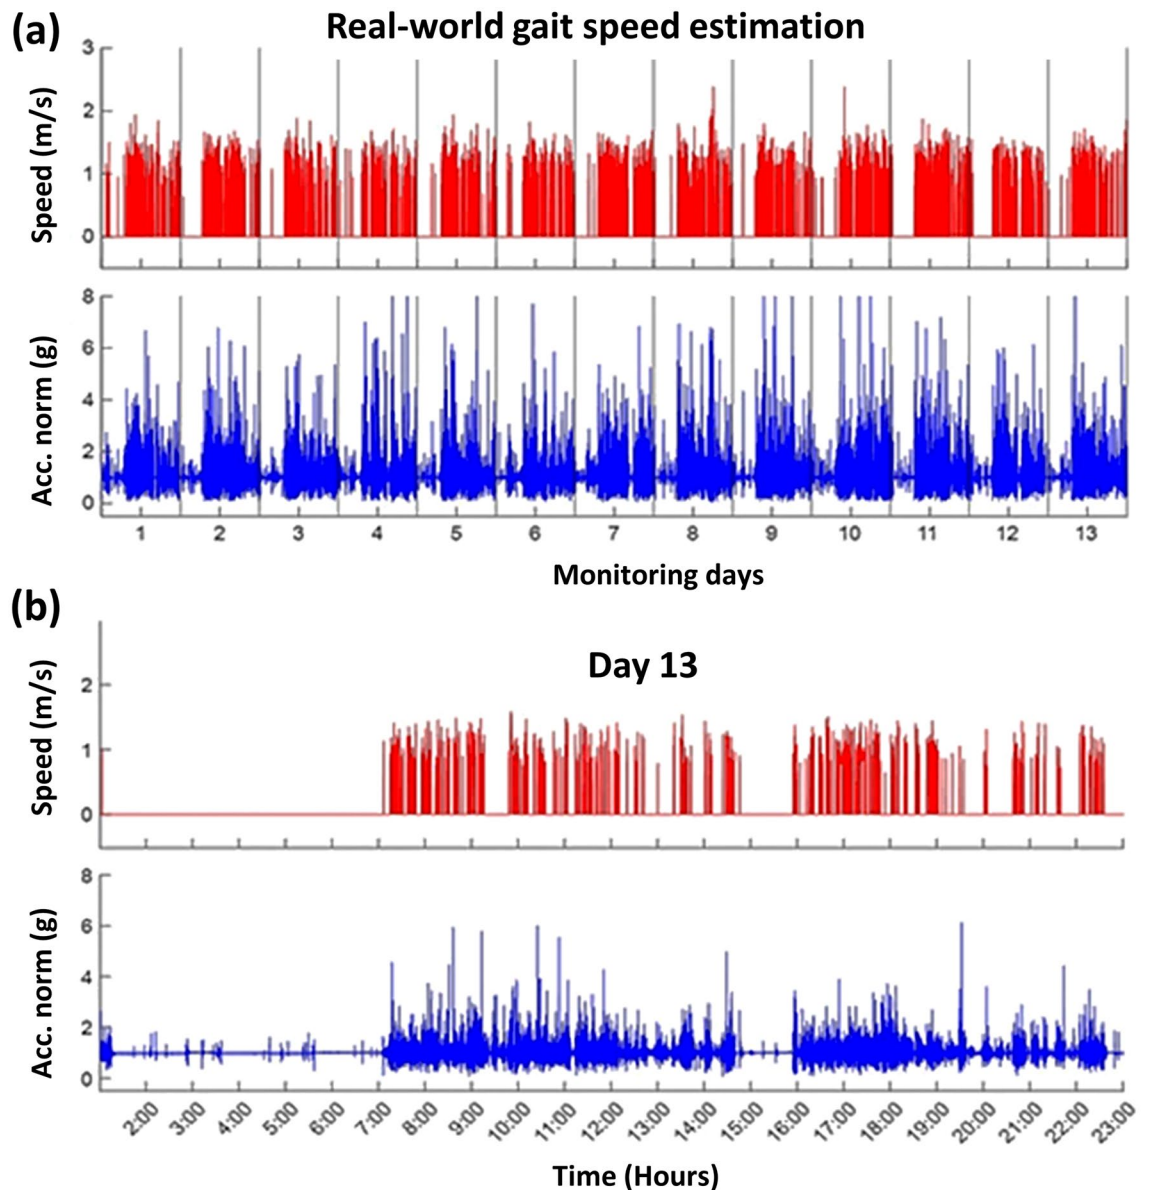 (a)
Real-world gait speed estimation
Speed (m/s)
3
2
1
0
Acc. norm (g)
8
6
4
2
0
1 2 3 4 5 6 7 8 9 10 11 12 13
Monitoring days
(b)
Day 13
Speed (m/s)
2
1
0
Acc. norm (g)
8
6
4
2
0
2:00 3:00 4:00 5:00 6:00 7:00 8:00 9:00 10:00 11:00 12:00 13:00 14:00 15:00 16:00 17:00 18:00 19:00 20:00 21:00 22:00 23:00
Time (Hours)